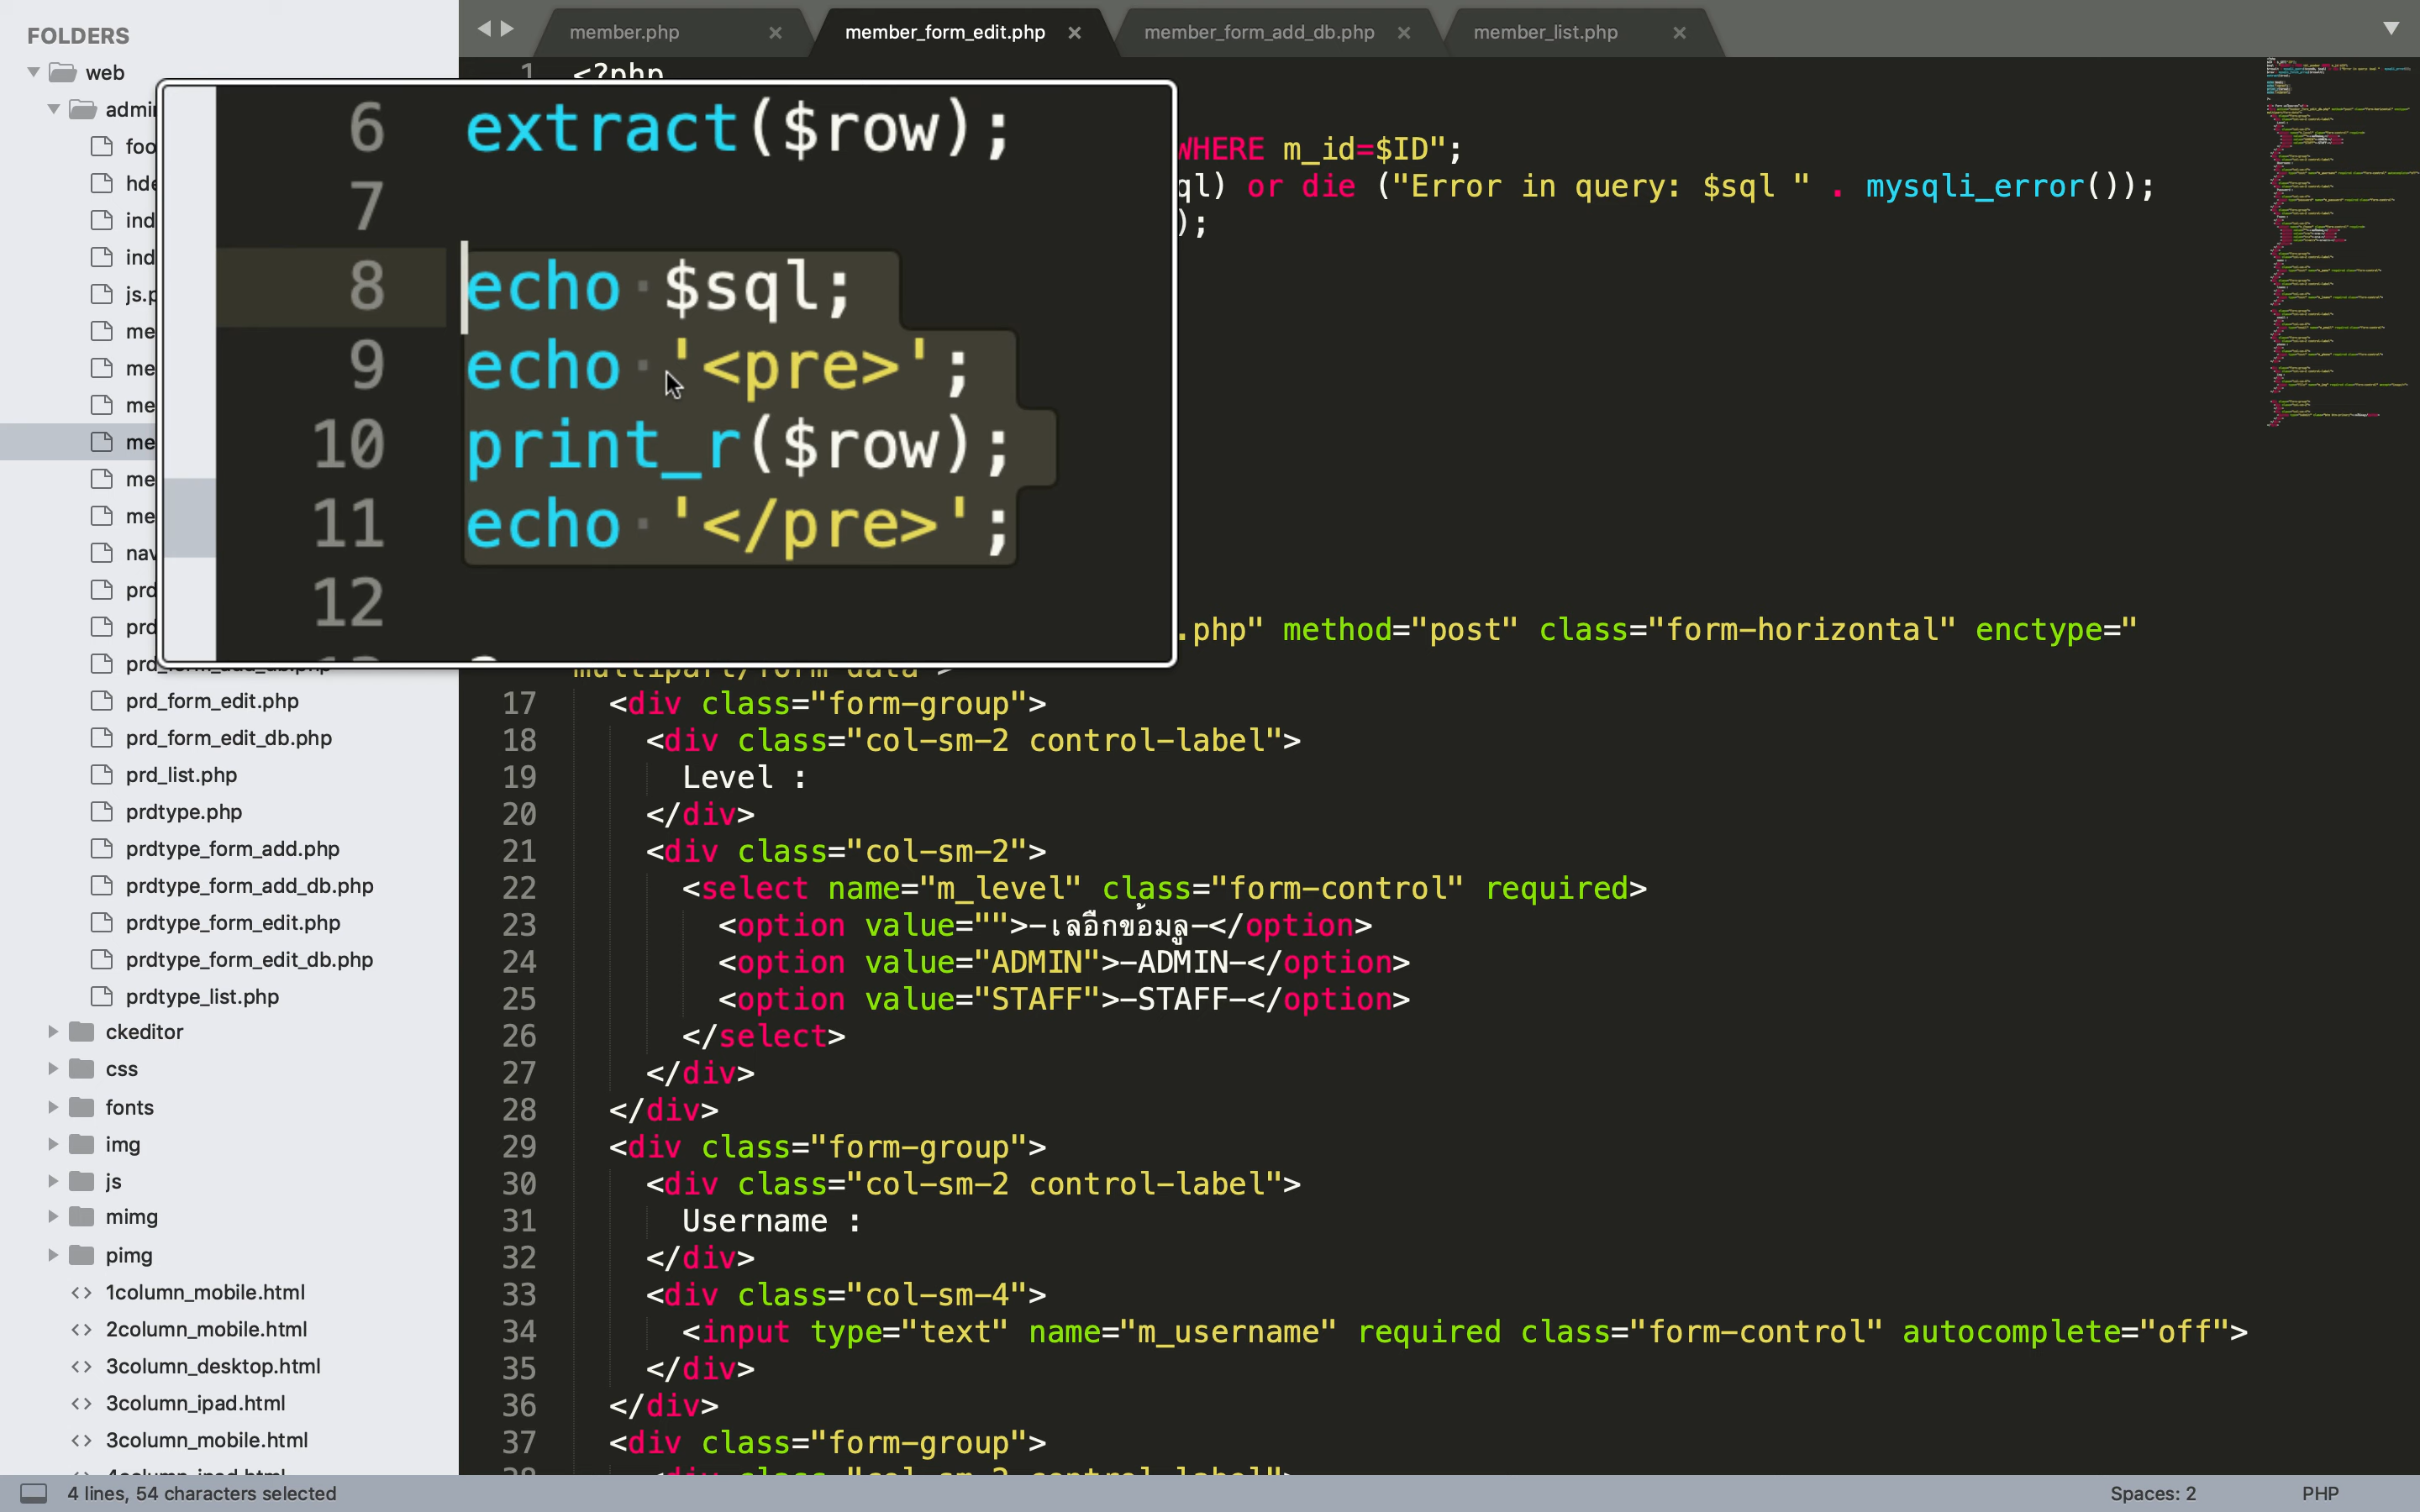 FOLDERS
web
member.php
member_form_edit.php
member_form_add_db.php
member_list.php
1 <?php
WHERE m_id=$ID";
ql) or die ("Error in query: $sql " . mysqli_error());
);
6 extract($row);
7
8 echo $sql;
9 echo '<pre>';
10 print_r($row);
11 echo '</pre>';
12
.php" method="post" class="form-horizontal" enctype="
prd_form_edit.php
prd_form_edit_db.php
prd_list.php
prdtype.php
prdtype_form_add.php
prdtype_form_add_db.php
prdtype_form_edit.php
prdtype_form_edit_db.php
prdtype_list.php
ckeditor
css
fonts
img
js
mimg
pimg
1column_mobile.html
2column_mobile.html
3column_desktop.html
3column_ipad.html
3column_mobile.html
17 <div class="form-group">
18 <div class="col-sm-2 control-label">
19 Level :
20 </div>
21 <div class="col-sm-2">
22 <select name="m_level" class="form-control" required>
23 <option value="">-เลือกข้อมูล-</option>
24 <option value="ADMIN">-ADMIN-</option>
25 <option value="STAFF">-STAFF-</option>
26 </select>
27 </div>
28 </div>
29 <div class="form-group">
30 <div class="col-sm-2 control-label">
31 Username :
32 </div>
33 <div class="col-sm-4">
34 <input type="text" name="m_username" required class="form-control" autocomplete="off">
35 </div>
36 </div>
37 <div class="form-group">
4 lines, 54 characters selected
Spaces: 2
PHP